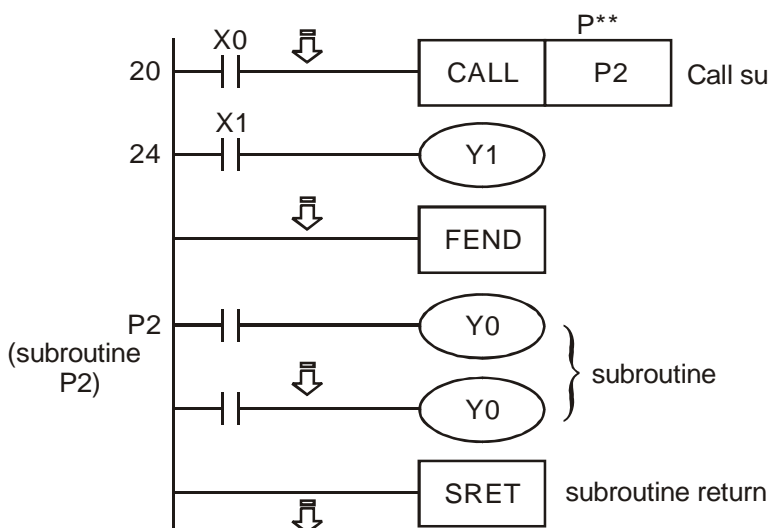 P**
X0
20 CALL P2 Call su
X1
24 Y1
FEND
P2 Y0
(subroutine
P2)
subroutine
Y0
SRET subroutine return